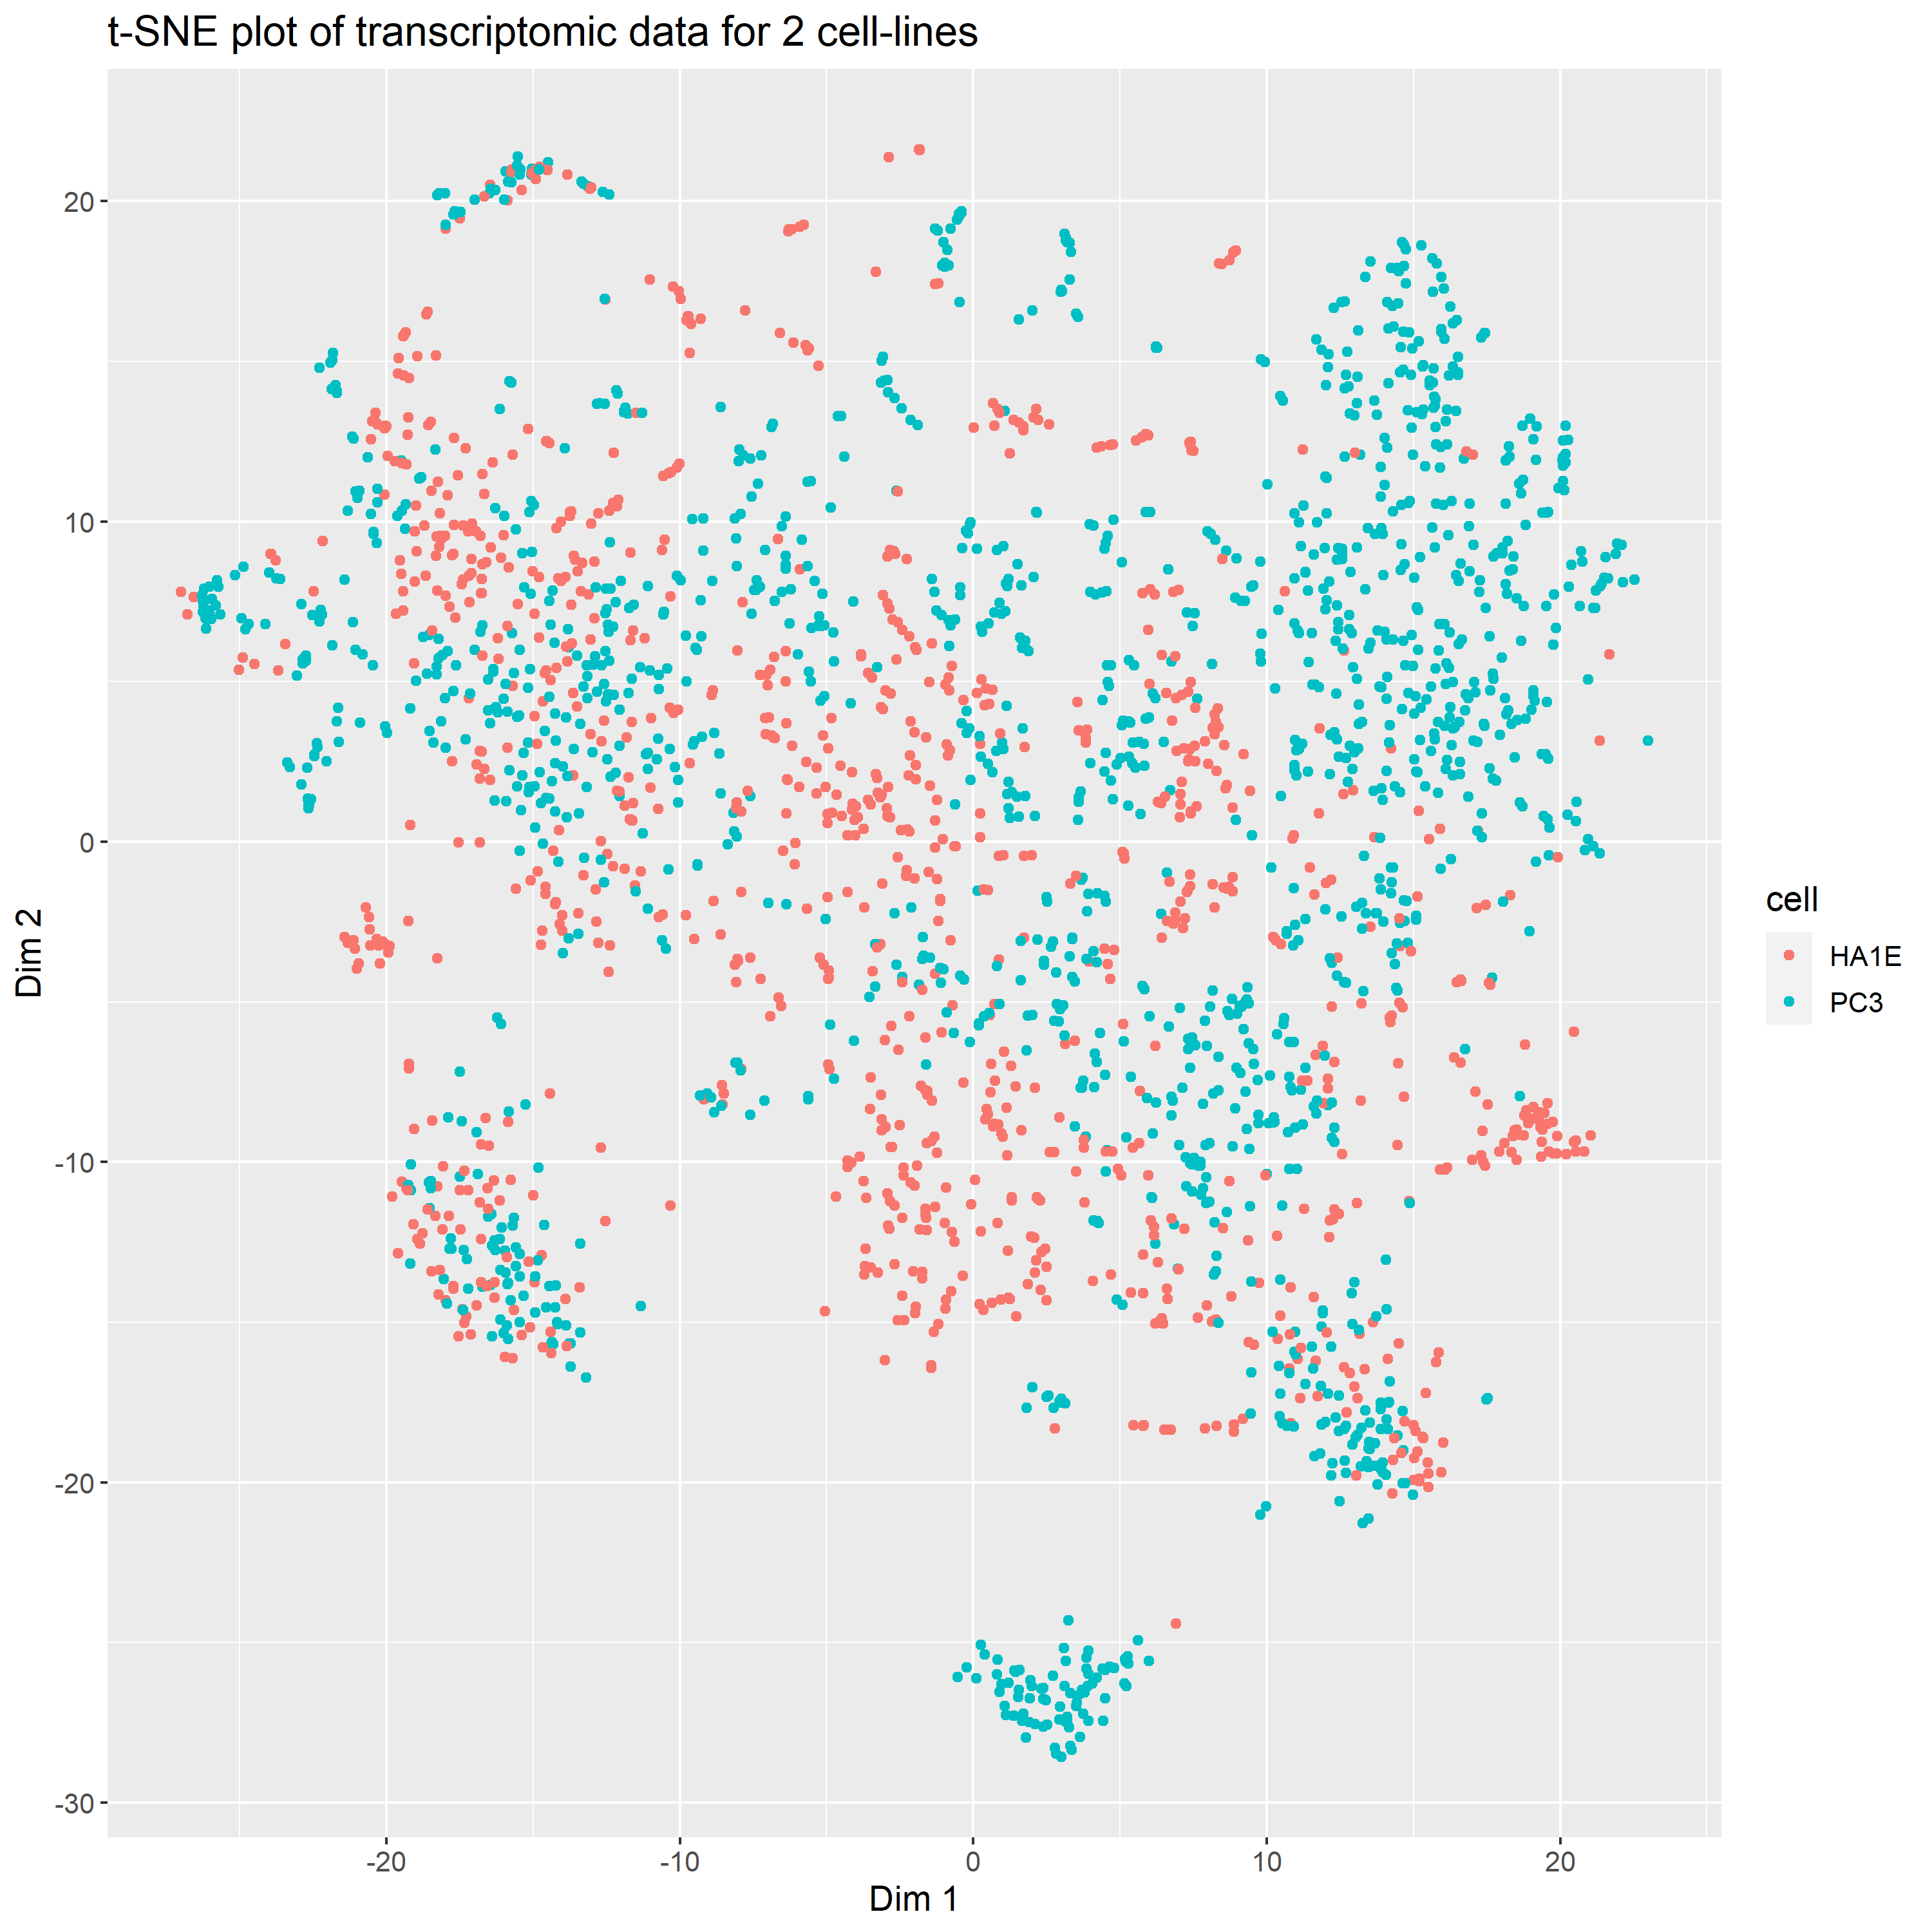 t-SNE plot of transcriptomic data for 2 cell-lines
20
10
0
-10
-20
-30
Dim 2
-20 -10 0 10 20
Dim 1
cell
HA1E
PC3